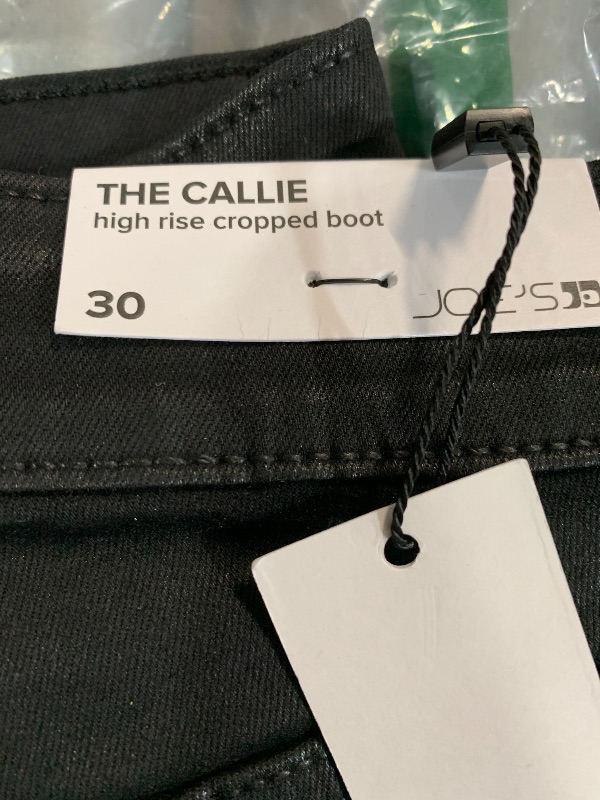 THE CALLIE
high rise cropped boot
30
JOE'S